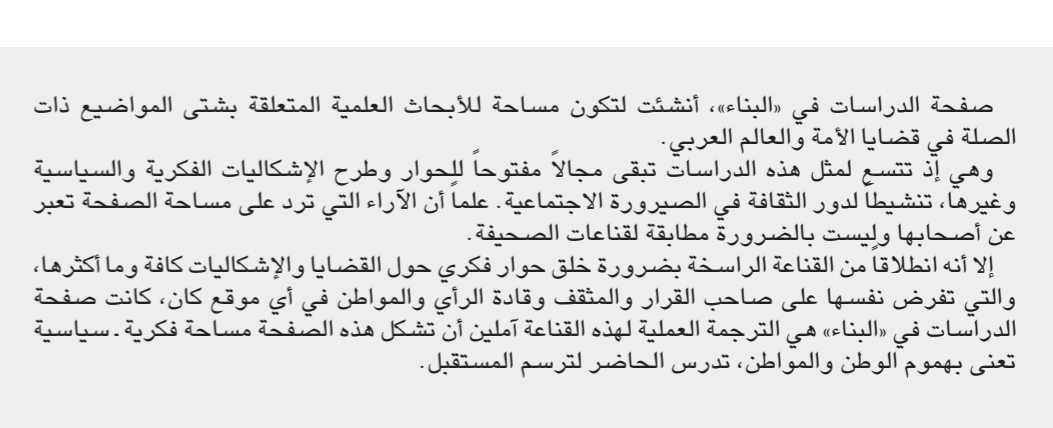 صفحة الدراسات في «البناء»، أنشئت لتكون مساحة للأبحاث العلمية المتعلقة بشتى المواضيع ذات
الصلة في قضايا الأمة والعالم العربي.
وهي إذ تتسع لمثل هذه الدراسات تبقى مجالاً مفتوحاً للحوار وطرح الإشكاليات الفكرية والسياسية
وغيرها، تنشيطاً لدور الثقافة في الصيرورة الاجتماعية. علماً أن الآراء التي ترد على مساحة الصفحة تعبر
عن أصحابها وليست بالضرورة مطابقة لقناعات الصحيفة.
إلا أنه انطلاقاً من القناعة الراسخة بضرورة خلق حوار فكري حول القضايا والإشكاليات كافة وما أكثرها،
والتي تفرض نفسها على صاحب القرار والمثقف وقادة الرأي والمواطن في أي موقع كان، كانت صفحة
الدراسات في «البناء» هي الترجمة العملية لهذه القناعة آملين أن تشكل هذه الصفحة مساحة فكرية ـ سياسية
تعنى بهموم الوطن والمواطن، تدرس الحاضر لترسم المستقبل.